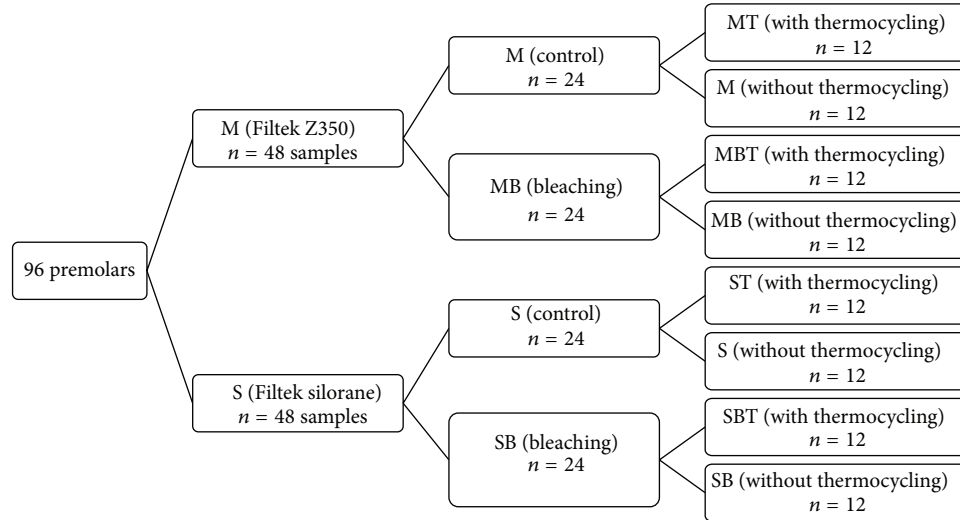 96 premolars
M (Filtek Z350)
n = 48 samples
S (Filtek silorane)
n = 48 samples
M (control)
n = 24
MB (bleaching)
n = 24
S (control)
n = 24
SB (bleaching)
n = 24
MT (with thermocycling)
n = 12
M (without thermocycling)
n = 12
MBT (with thermocycling)
n = 12
MB (without thermocycling)
n = 12
ST (with thermocycling)
n = 12
S (without thermocycling)
n = 12
SBT (with thermocycling)
n = 12
SB (without thermocycling)
n = 12